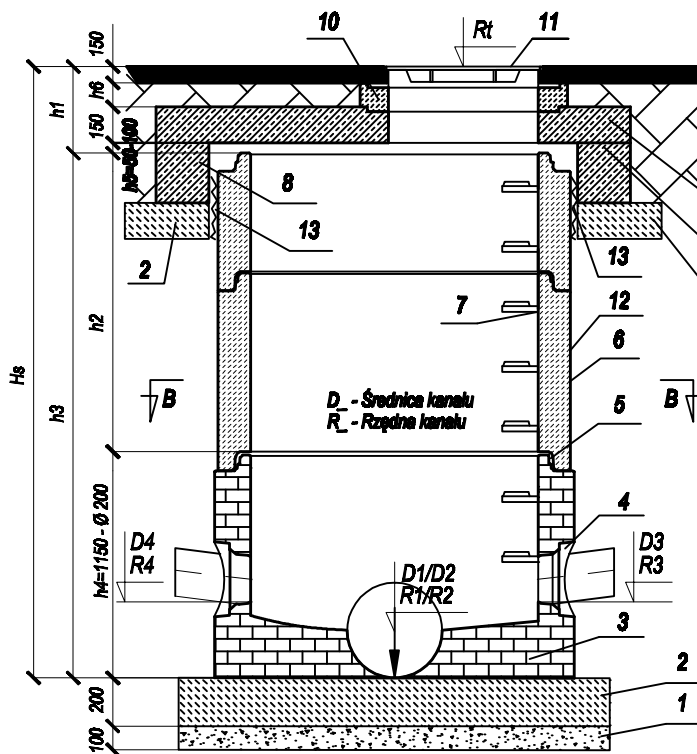 10
Rt
11
150
h6
h1
150
h5=80-100
8
13
2
13
7
12
h2
6
Hs
h3
B
B
D_ - Średnica kanału
R_ - Rzędna kanału
5
4
h4=1150 - Ø 200
D4
R4
D3
R3
D1/D2
R1/R2
3
2
200
1
100